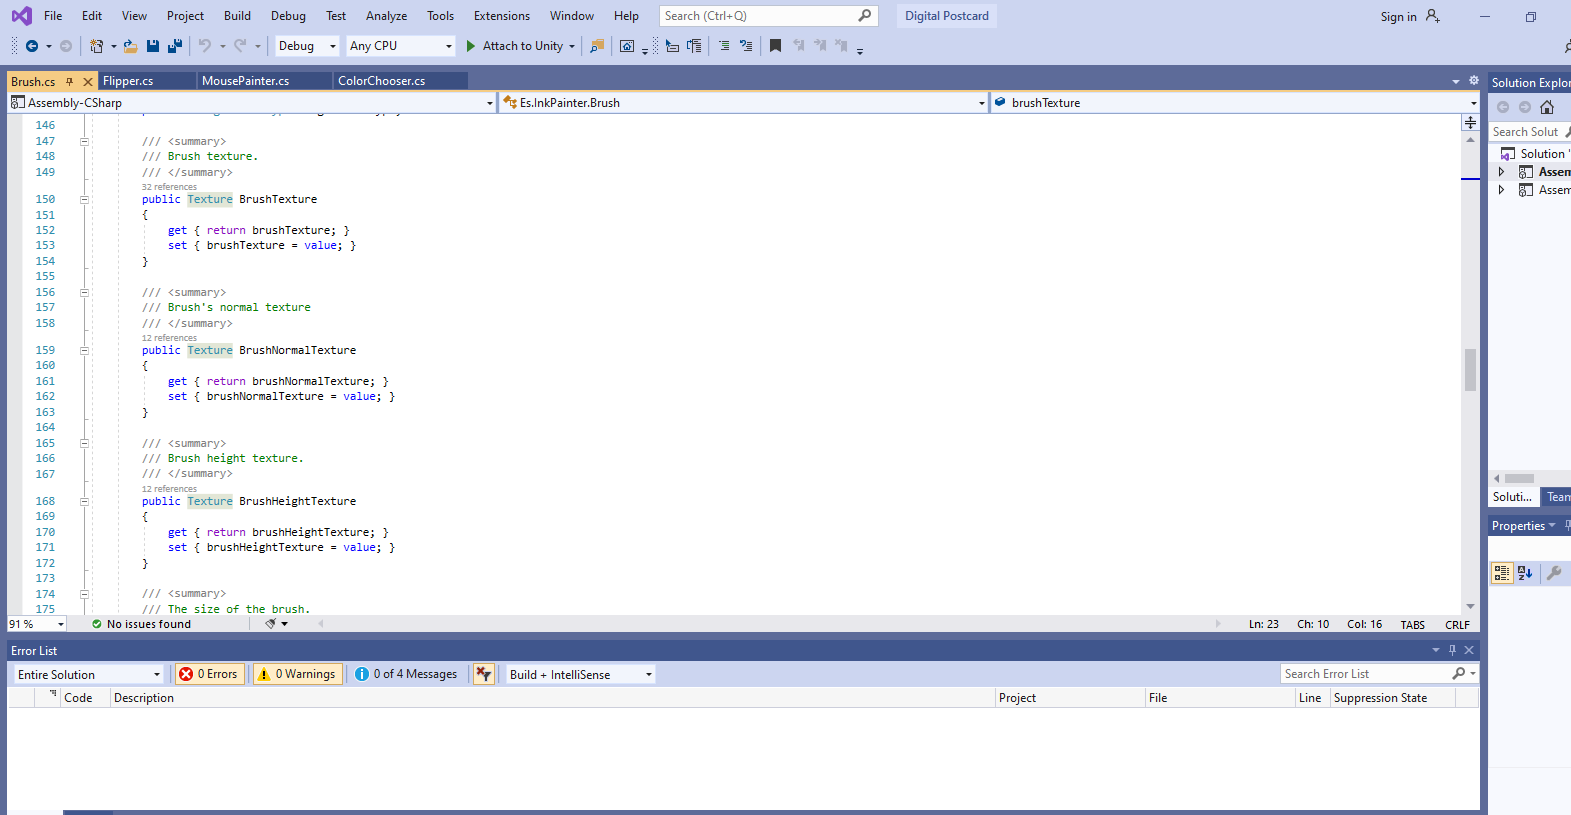 File Edit View Project Build Debug Test Analyze Tools Extensions Window Help Search (Ctrl+Q) Digital Postcard Sign in
Debug Any CPU Attach to Unity
Brush.cs Flipper.cs MousePainter.cs ColorChooser.cs
Assembly-CSharp Es.InkPainter.Brush brushTexture
146
147 /// <summary>
148 /// Brush texture.
149 /// </summary>
32 references
150 public Texture BrushTexture
151 {
152 get { return brushTexture; }
153 set { brushTexture = value; }
154 }
155
156 /// <summary>
157 /// Brush's normal texture
158 /// </summary>
12 references
159 public Texture BrushNormalTexture
160 {
161 get { return brushNormalTexture; }
162 set { brushNormalTexture = value; }
163 }
164
165 /// <summary>
166 /// Brush height texture.
167 /// </summary>
12 references
168 public Texture BrushHeightTexture
169 {
170 get { return brushHeightTexture; }
171 set { brushHeightTexture = value; }
172 }
173
174 /// <summary>
175 /// The size of the brush.
91 % No issues found Ln: 23 Ch: 10 Col: 16 TABS CRLF
Error List
Entire Solution 0 Errors 0 Warnings 0 of 4 Messages Build + IntelliSense Search Error List
Code Description Project File Line Suppression State
Solution Explor
Search Solut
Solution '
Assem
Assem
Soluti... Team
Properties